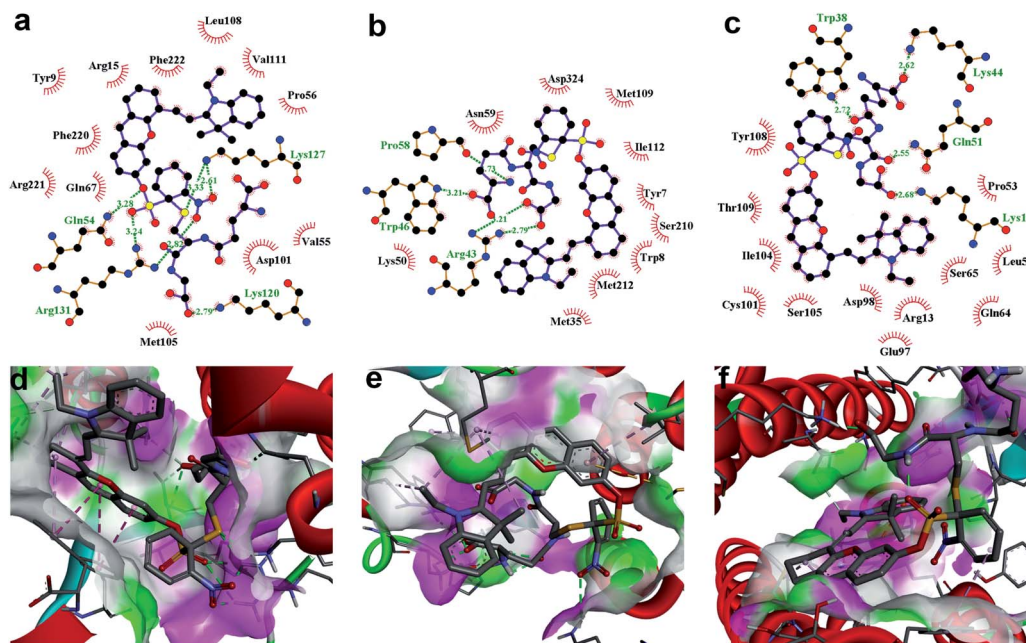 a
Leu108
Phe222
Val111
Arg15
Tyr9
Pro56
Phe220
Lys127
Arg221
Gln67
3.33
2.61
3.28
Gln54
3.24
2.82
Val55
Asp101
Arg131
Lys120
2.79
Met105
b
Asp324
Met109
Asn59
Pro58
Ile112
Tyr7
3.21
Trp46
2.79
Arg43
Ser210
Lys50
Trp8
Met212
Met35
c
Trp38
2.62
Lys44
2.72
Gln51
Tyr108
2.55
Pro53
2.68
Lys1
Thr109
Ile104
Leu5
Ser65
Cys101
Ser105
Asp98
Arg13
Gln64
Glu97
d
e
f